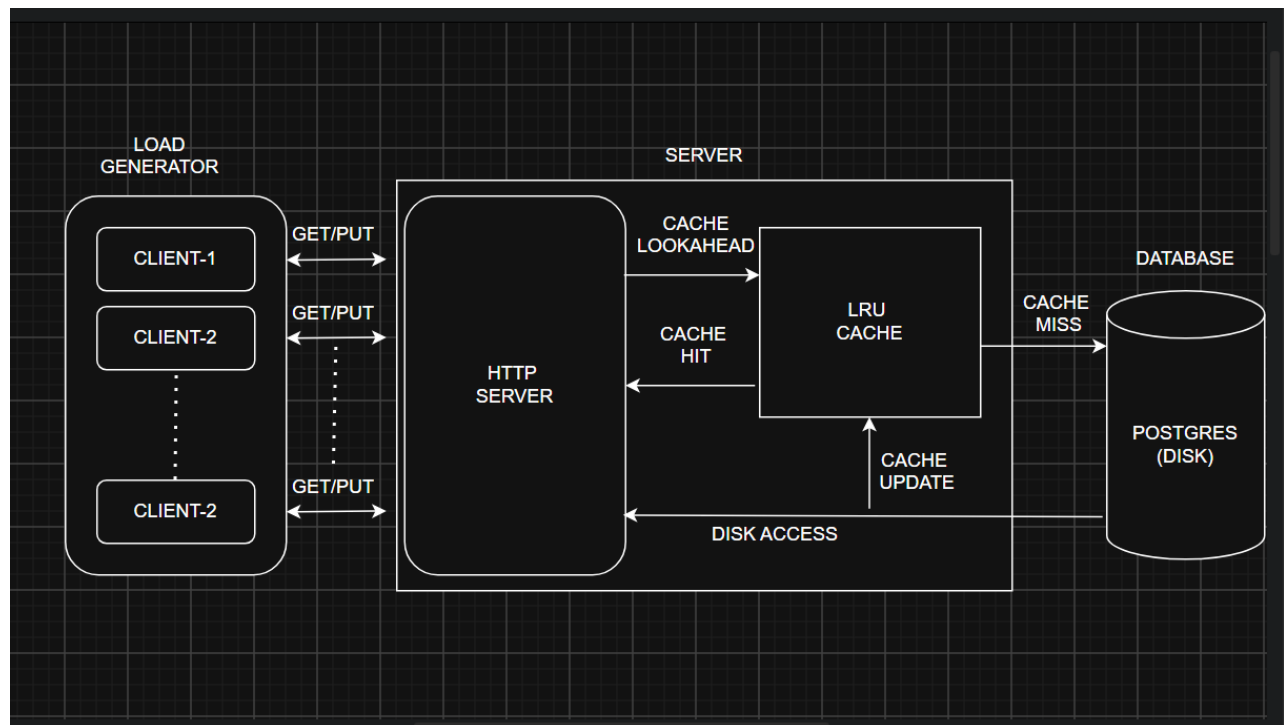 LOAD
GENERATOR
SERVER
CLIENT-1
CLIENT-2
CLIENT-2
GET/PUT
GET/PUT
GET/PUT
HTTP
SERVER
CACHE
LOOKAHEAD
CACHE
HIT
LRU
CACHE
CACHE
UPDATE
DISK ACCESS
CACHE
MISS
DATABASE
POSTGRES
(DISK)